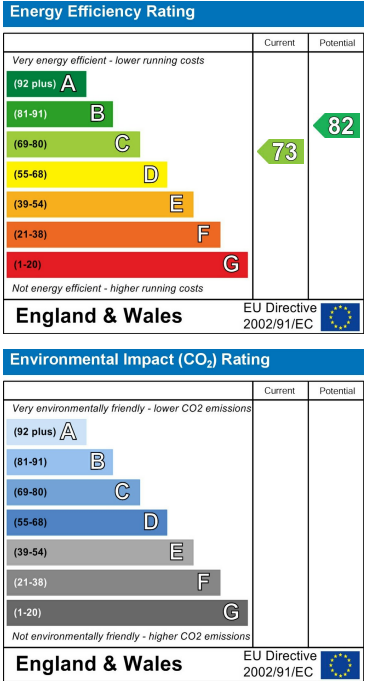 Energy Efficiency Rating
Current Potential
Very energy efficient - lower running costs
(92 plus) A
(81-91) B
82
(69-80) C
73
(55-68) D
(39-54) E
(21-38) F
(1-20) G
Not energy efficient - higher running costs
England & Wales
EU Directive
2002/91/EC
Environmental Impact (CO₂) Rating
Current Potential
Very environmentally friendly - lower CO2 emissions
(92 plus) A
(81-91) B
(69-80) C
(55-68) D
(39-54) E
(21-38) F
(1-20) G
Not environmentally friendly - higher CO2 emissions
England & Wales
EU Directive
2002/91/EC